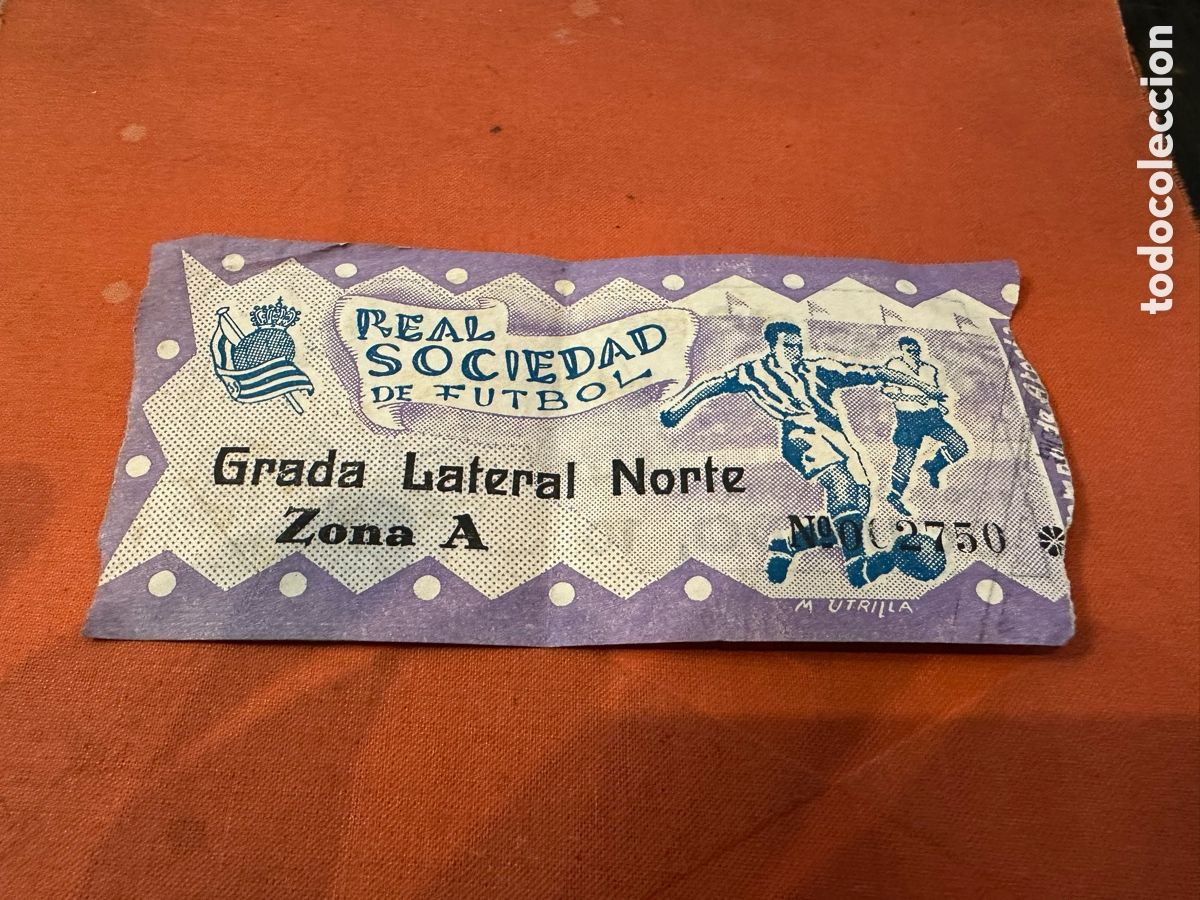 REAL
SOCIEDAD
DE FUTBOL
Grada Lateral Norte
Zona A
Nº 002750
M UTRILLA
todocoleccion